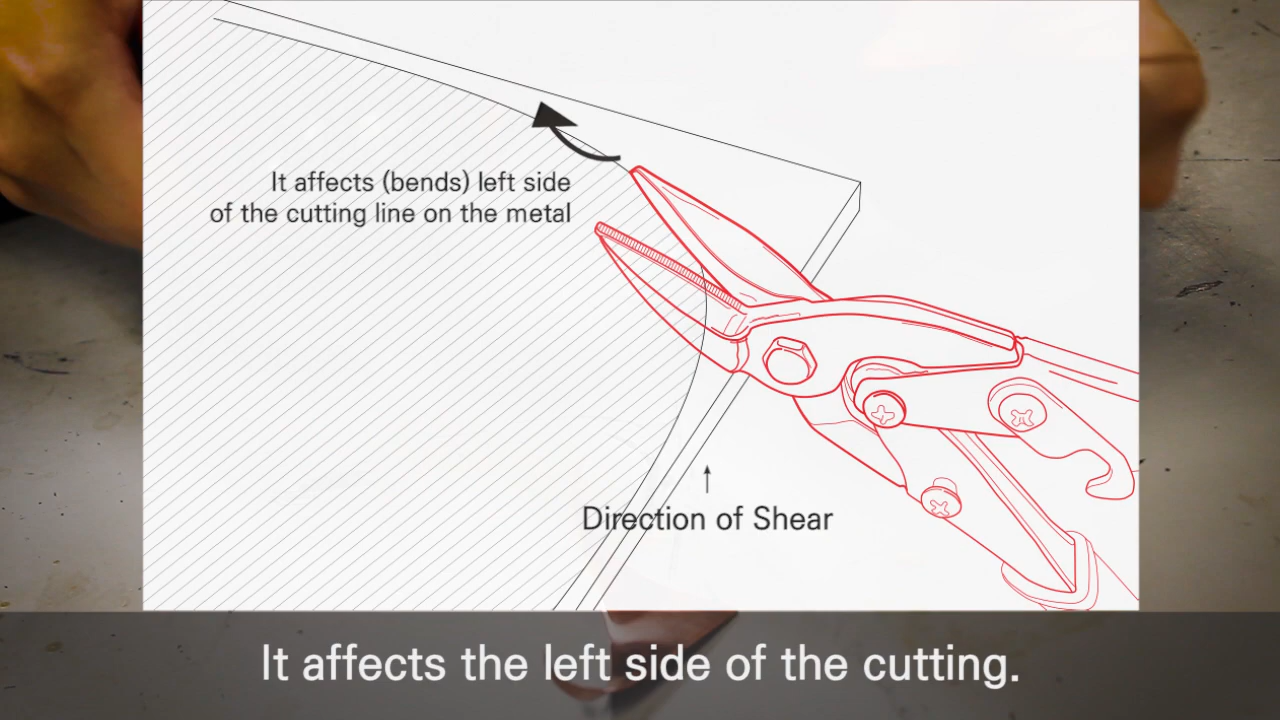 It affects (bends) left side
of the cutting line on the metal
Direction of Shear
It affects the left side of the cutting.